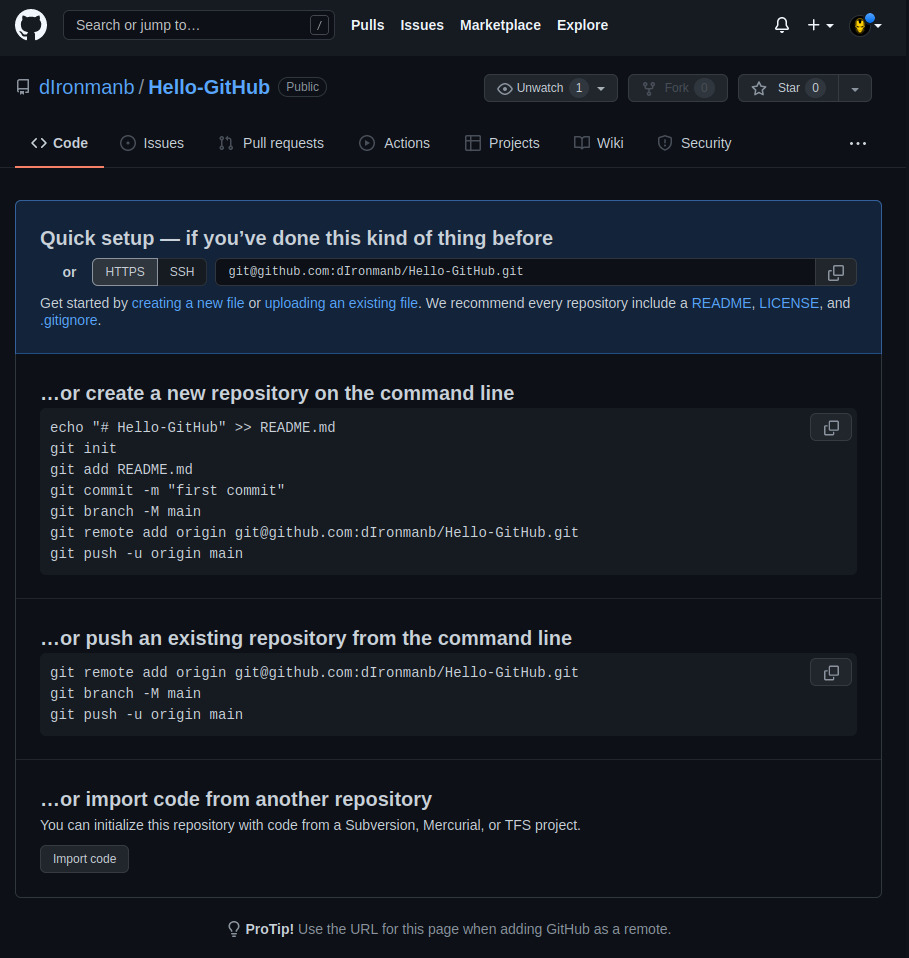 Search or jump to… /
Pulls Issues Marketplace Explore
dIronmanb / Hello-GitHub Public
Unwatch 1 Fork 0 Star 0
Code Issues Pull requests Actions Projects Wiki Security
Quick setup — if you’ve done this kind of thing before
or HTTPS SSH git@github.com:dIronmanb/Hello-GitHub.git
Get started by creating a new file or uploading an existing file. We recommend every repository include a README, LICENSE, and
.gitignore.
…or create a new repository on the command line
echo "# Hello-GitHub" >> README.md
git init
git add README.md
git commit -m "first commit"
git branch -M main
git remote add origin git@github.com:dIronmanb/Hello-GitHub.git
git push -u origin main
…or push an existing repository from the command line
git remote add origin git@github.com:dIronmanb/Hello-GitHub.git
git branch -M main
git push -u origin main
…or import code from another repository
You can initialize this repository with code from a Subversion, Mercurial, or TFS project.
Import code
ProTip! Use the URL for this page when adding GitHub as a remote.